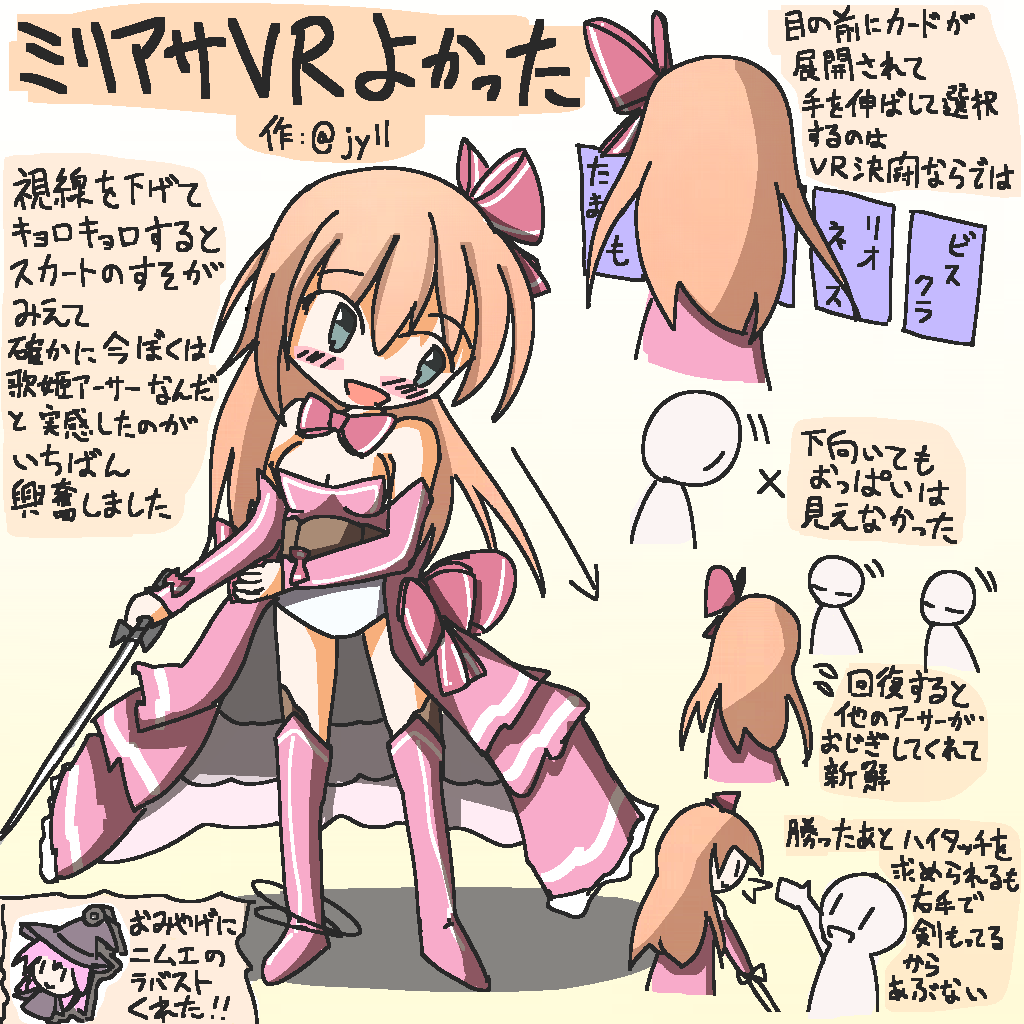 ミリアサVRよかった
作:@jy11
目の前にカードが
展開されて
手を伸ばして選択
するのは
VR決闘ならでは
たまも
リオネス
ビスクラ
視線を下げて
キョロキョロすると
スカートのすそが
みえて
確かに今ぼくは
歌姫アーサーなんだ
と実感したのが
いちばん
興奮しました
下向いても
おっぱいは
見えなかった
回復すると
他のアーサーが
おじぎしてくれて
新鮮
勝ったあとハイタッチを
求められるも
右手で
剣もってる
から
あぶない
おみやげに
ニムエの
ラバスト
くれた!!